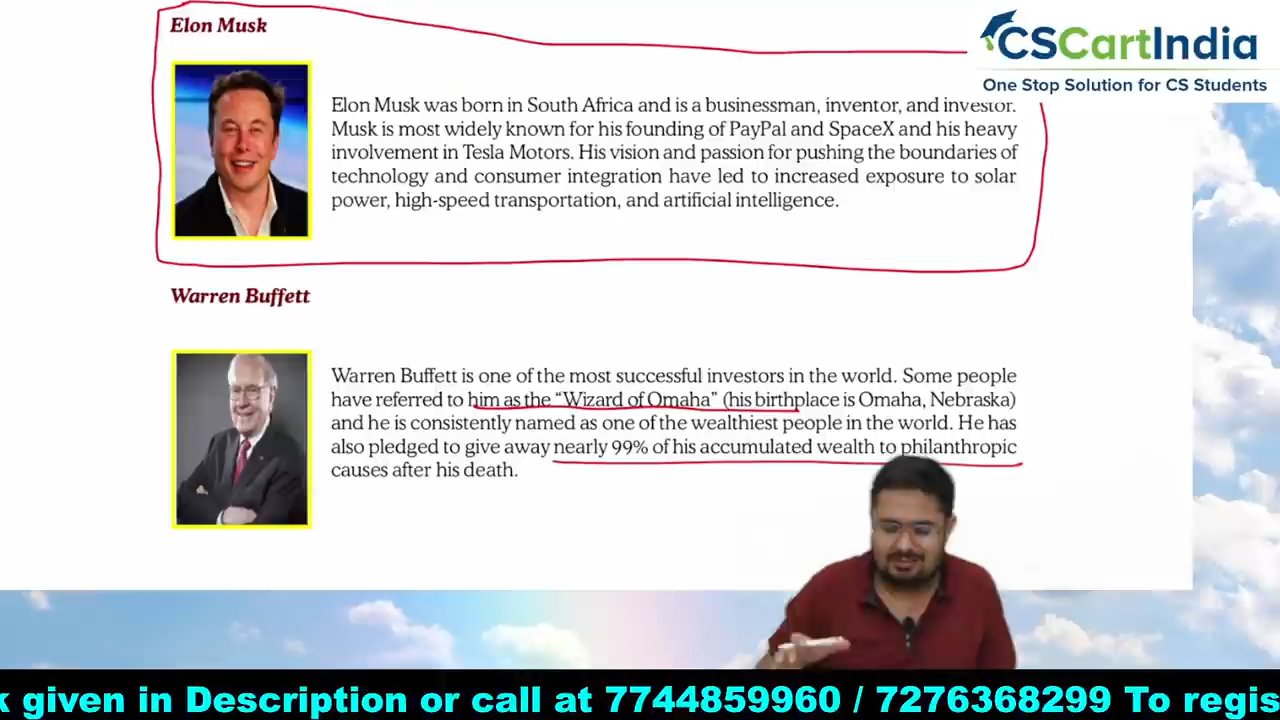 Elon Musk
CSCartIndia
One Stop Solution for CS Students
Elon Musk was born in South Africa and is a businessman, inventor, and investor.
Musk is most widely known for his founding of PayPal and SpaceX and his heavy
involvement in Tesla Motors. His vision and passion for pushing the boundaries of
technology and consumer integration have led to increased exposure to solar
power, high-speed transportation, and artificial intelligence.
Warren Buffett
Warren Buffett is one of the most successful investors in the world. Some people
have referred to him as the “Wizard of Omaha” (his birthplace is Omaha, Nebraska)
and he is consistently named as one of the wealthiest people in the world. He has
also pledged to give away nearly 99% of his accumulated wealth to philanthropic
causes after his death.
k given in Description or call at 7744859960 / 7276368299 To regis